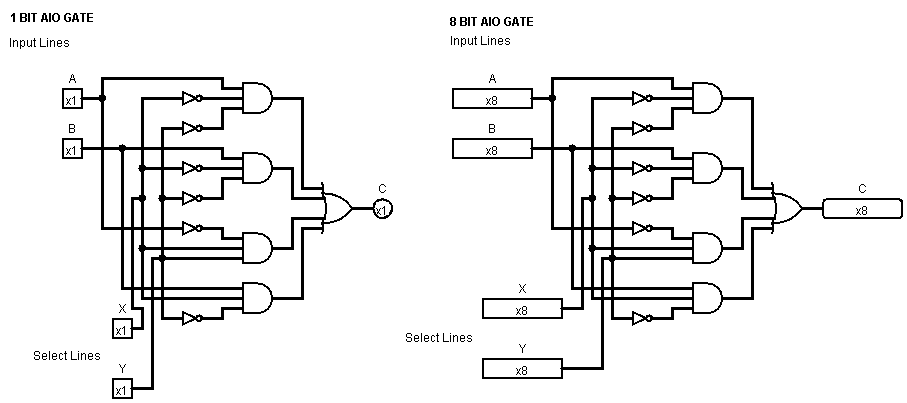 1 BIT AIO GATE
Input Lines
A
x1
B
x1
C
x1
X
x1
Select Lines
Y
x1
8 BIT AIO GATE
Input Lines
A
x8
B
x8
C
x8
X
x8
Select Lines
Y
x8